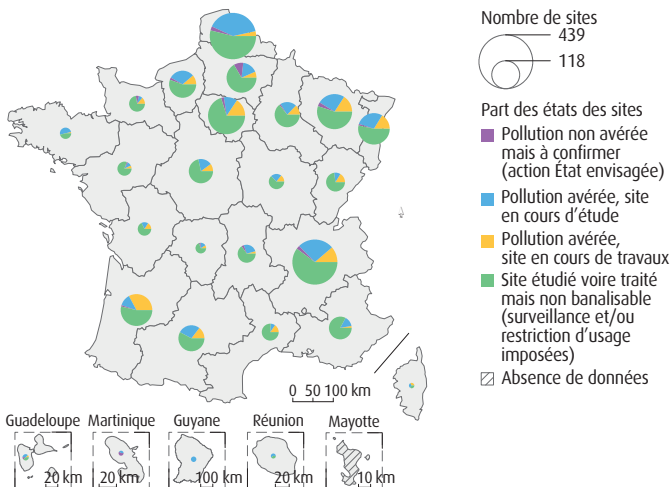 Nombre de sites
439
118
Part des états des sites
Pollution non avérée
mais à confirmer
(action État envisagée)
Pollution avérée, site
en cours d'étude
Pollution avérée,
site en cours de travaux
Site étudié voire traité
mais non banalisable
(surveillance et/ou
restriction d'usage
imposées)
Absence de données
0 50 100 km
Guadeloupe
Martinique
Guyane
Réunion
Mayotte
20 km
20 km
100 km
20 km
10 km